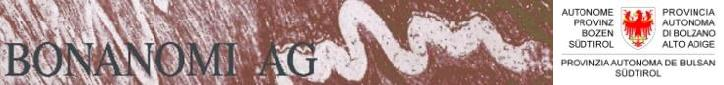 BONANOMI AG
AUTONOME
PROVINZ
BOZEN
SÜDTIROL
PROVINCIA
AUTONOMA
DI BOLZANO
ALTO ADIGE
PROVINZIA AUTONOMA DE BULSAN
SÜDTIROL